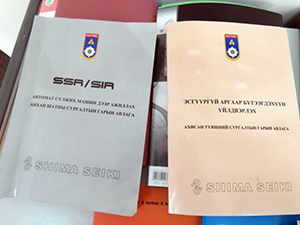 SSR/SIR
АВТОМАТ СҮЛЖИХ МАШИН ДЭЭР АЖИЛЛАХ
АНХАН ШАТНЫ СУРГАЛТЫН ГАРЫН АВЛАГА
SHIMA SEIKI
ЭСГҮҮРГҮЙ АРГААР БҮТЭЭГДЭХҮҮН
ҮЙЛДВЭРЛЭХ
АХИСАН ТҮВШНИЙ СУРГАЛТЫН ГАРЫН АВЛАГА
SHIMA SEIKI